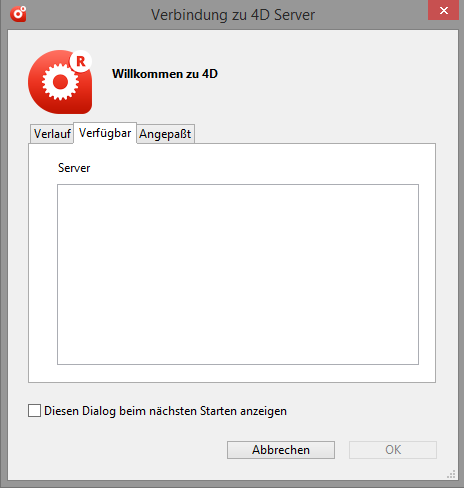 Verbindung zu 4D Server
R
Willkommen zu 4D
Verlauf Verfügbar Angepaßt
Server
Diesen Dialog beim nächsten Starten anzeigen
Abbrechen OK